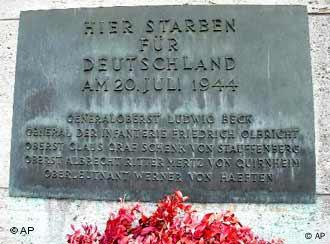 HIER STARBEN
FÜR
DEUTSCHLAND
AM 20. JULI 1944
GENERALOBERST LUDWIG BECK
GENERAL DER INFANTERIE FRIEDRICH OLBRICHT
OBERST CLAUS GRAF SCHENK VON STAUFFENBERG
OBERST ALBRECHT RITTER MERTZ VON QUIRNHEIM
OBERLEUTNANT WERNER VON HAEFTEN
©AP
© AP